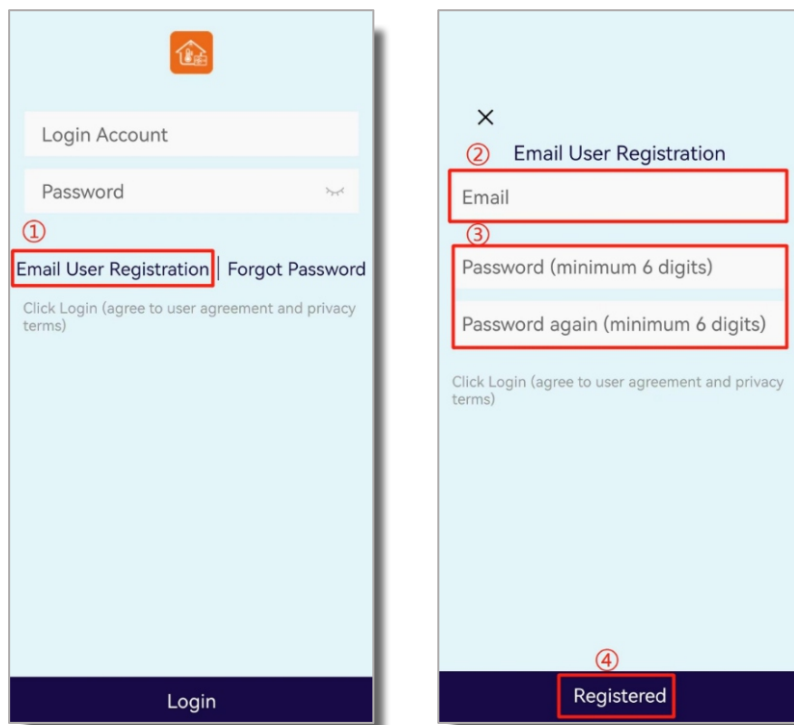 Login Account
Password
①
Email User Registration | Forgot Password
Click Login (agree to user agreement and privacy
terms)
Login
②
Email User Registration
Email
③
Password (minimum 6 digits)
Password again (minimum 6 digits)
Click Login (agree to user agreement and privacy
terms)
④
Registered